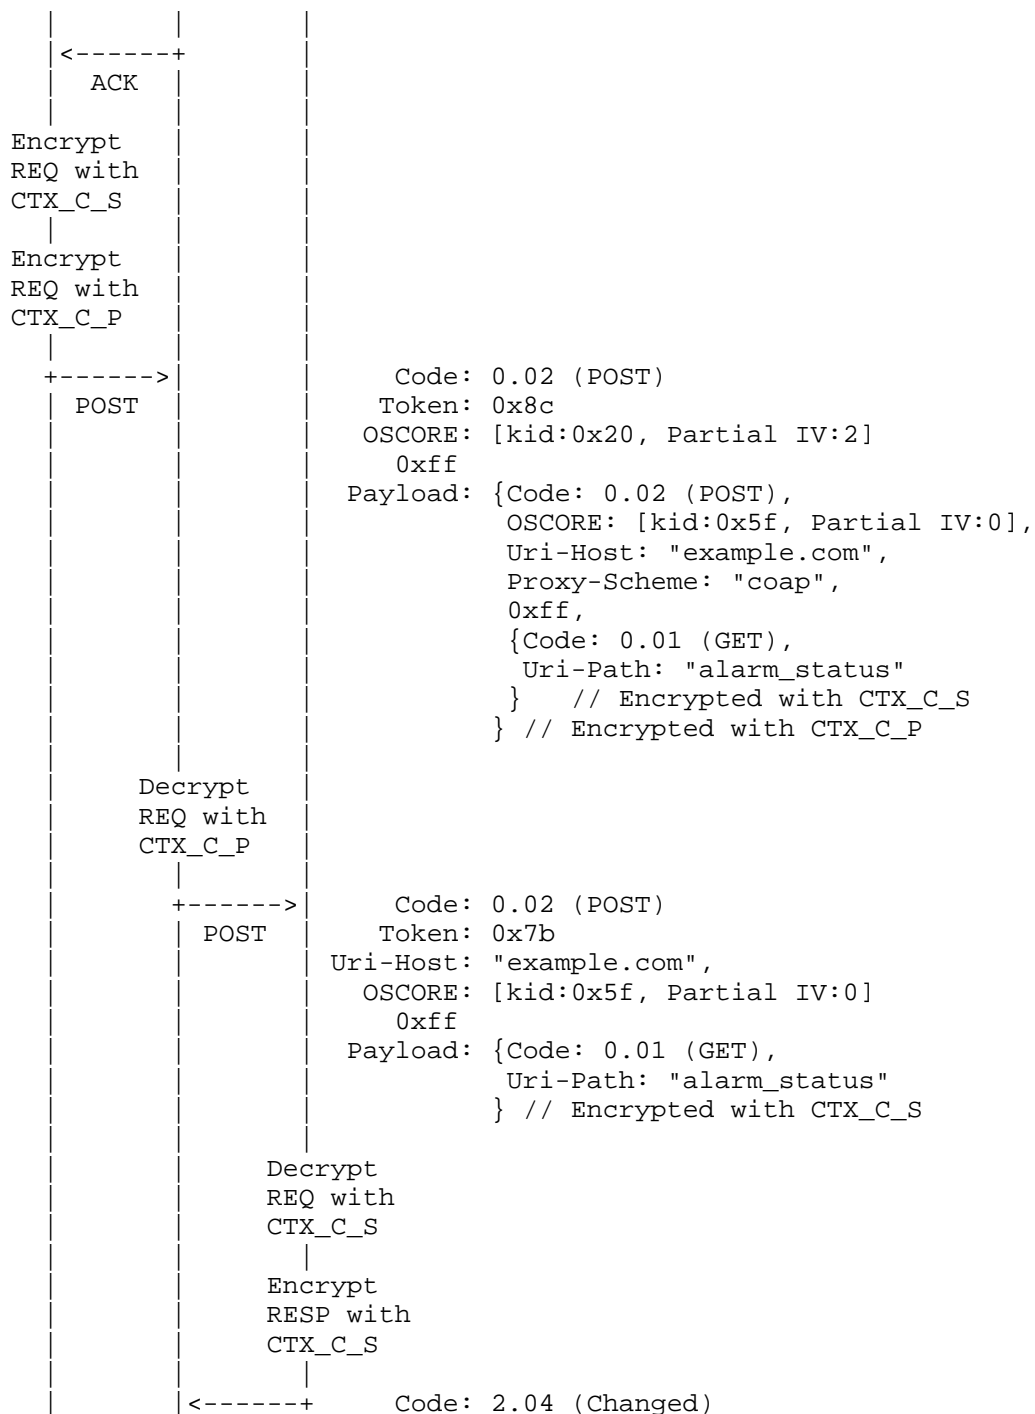 |          |          |
|<------+          |
|   ACK   |          |
|          |          |
Encrypt    |          |
REQ with   |          |
CTX_C_S    |          |
|          |          |
Encrypt    |          |
REQ with   |          |
CTX_C_P    |          |
|          |          |
+------>|          |     Code: 0.02 (POST)
| POST    |          |    Token: 0x8c
|          |          |   OSCORE: [kid:0x20, Partial IV:2]
|          |          |     0xff
|          |          |  Payload: {Code: 0.02 (POST),
|          |          |            OSCORE: [kid:0x5f, Partial IV:0],
|          |          |            Uri-Host: "example.com",
|          |          |            Proxy-Scheme: "coap",
|          |          |            0xff,
|          |          |            {Code: 0.01 (GET),
|          |          |             Uri-Path: "alarm_status"
|          |          |            }   // Encrypted with CTX_C_S
|          |          |           } // Encrypted with CTX_C_P
|          |          |
|       Decrypt     |
|       REQ with    |
|       CTX_C_P     |
|          |          |
|          +------>|     Code: 0.02 (POST)
|          | POST    |    Token: 0x7b
|          |          | Uri-Host: "example.com",
|          |          |   OSCORE: [kid:0x5f, Partial IV:0]
|          |          |     0xff
|          |          |  Payload: {Code: 0.01 (GET),
|          |          |            Uri-Path: "alarm_status"
|          |          |           } // Encrypted with CTX_C_S
|          |          |
|          |       Decrypt
|          |       REQ with
|          |       CTX_C_S
|          |          |
|          |       Encrypt
|          |       RESP with
|          |       CTX_C_S
|          |          |
|          |<------+     Code: 2.04 (Changed)